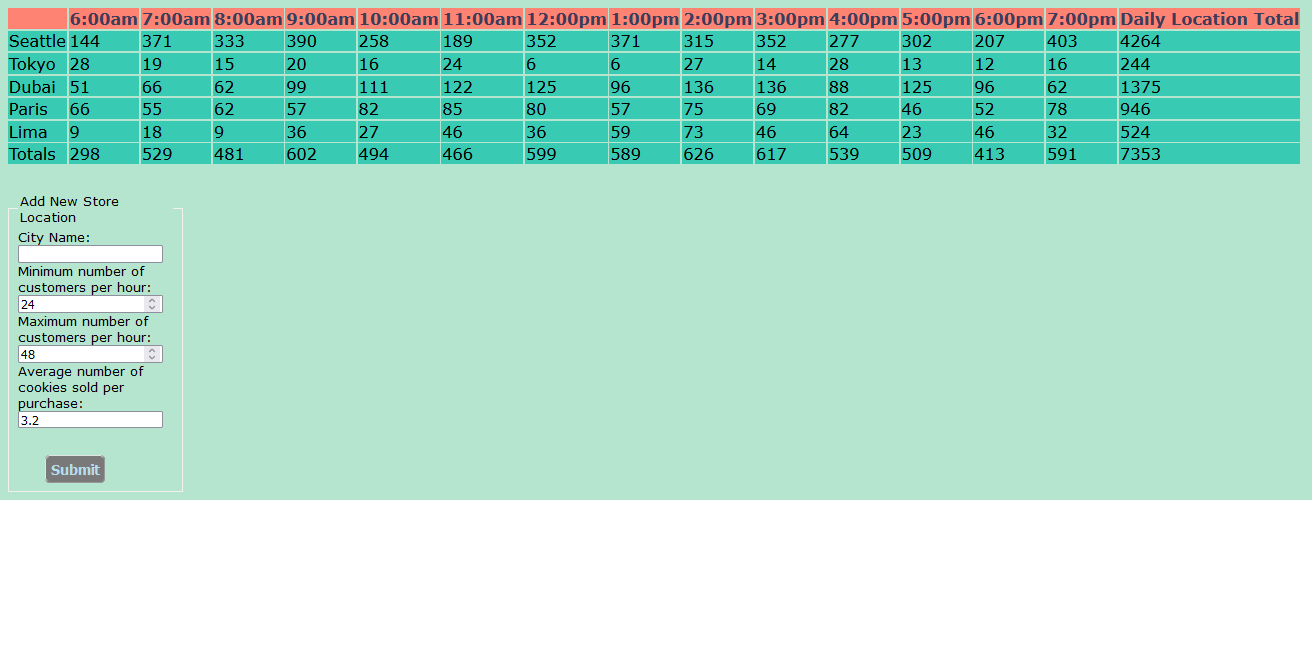 6:00am 7:00am 8:00am 9:00am 10:00am 11:00am 12:00pm 1:00pm 2:00pm 3:00pm 4:00pm 5:00pm 6:00pm 7:00pm Daily Location Total
Seattle 144 371 333 390 258 189 352 371 315 352 277 302 207 403 4264
Tokyo 28 19 15 20 16 24 6 6 27 14 28 13 12 16 244
Dubai 51 66 62 99 111 122 125 96 136 136 88 125 96 62 1375
Paris 66 55 62 57 82 85 80 57 75 69 82 46 52 78 946
Lima 9 18 9 36 27 46 36 59 73 46 64 23 46 32 524
Totals 298 529 481 602 494 466 599 589 626 617 539 509 413 591 7353
Add New Store
Location
City Name:
Minimum number of
customers per hour:
24
Maximum number of
customers per hour:
48
Average number of
cookies sold per
purchase:
3.2
Submit